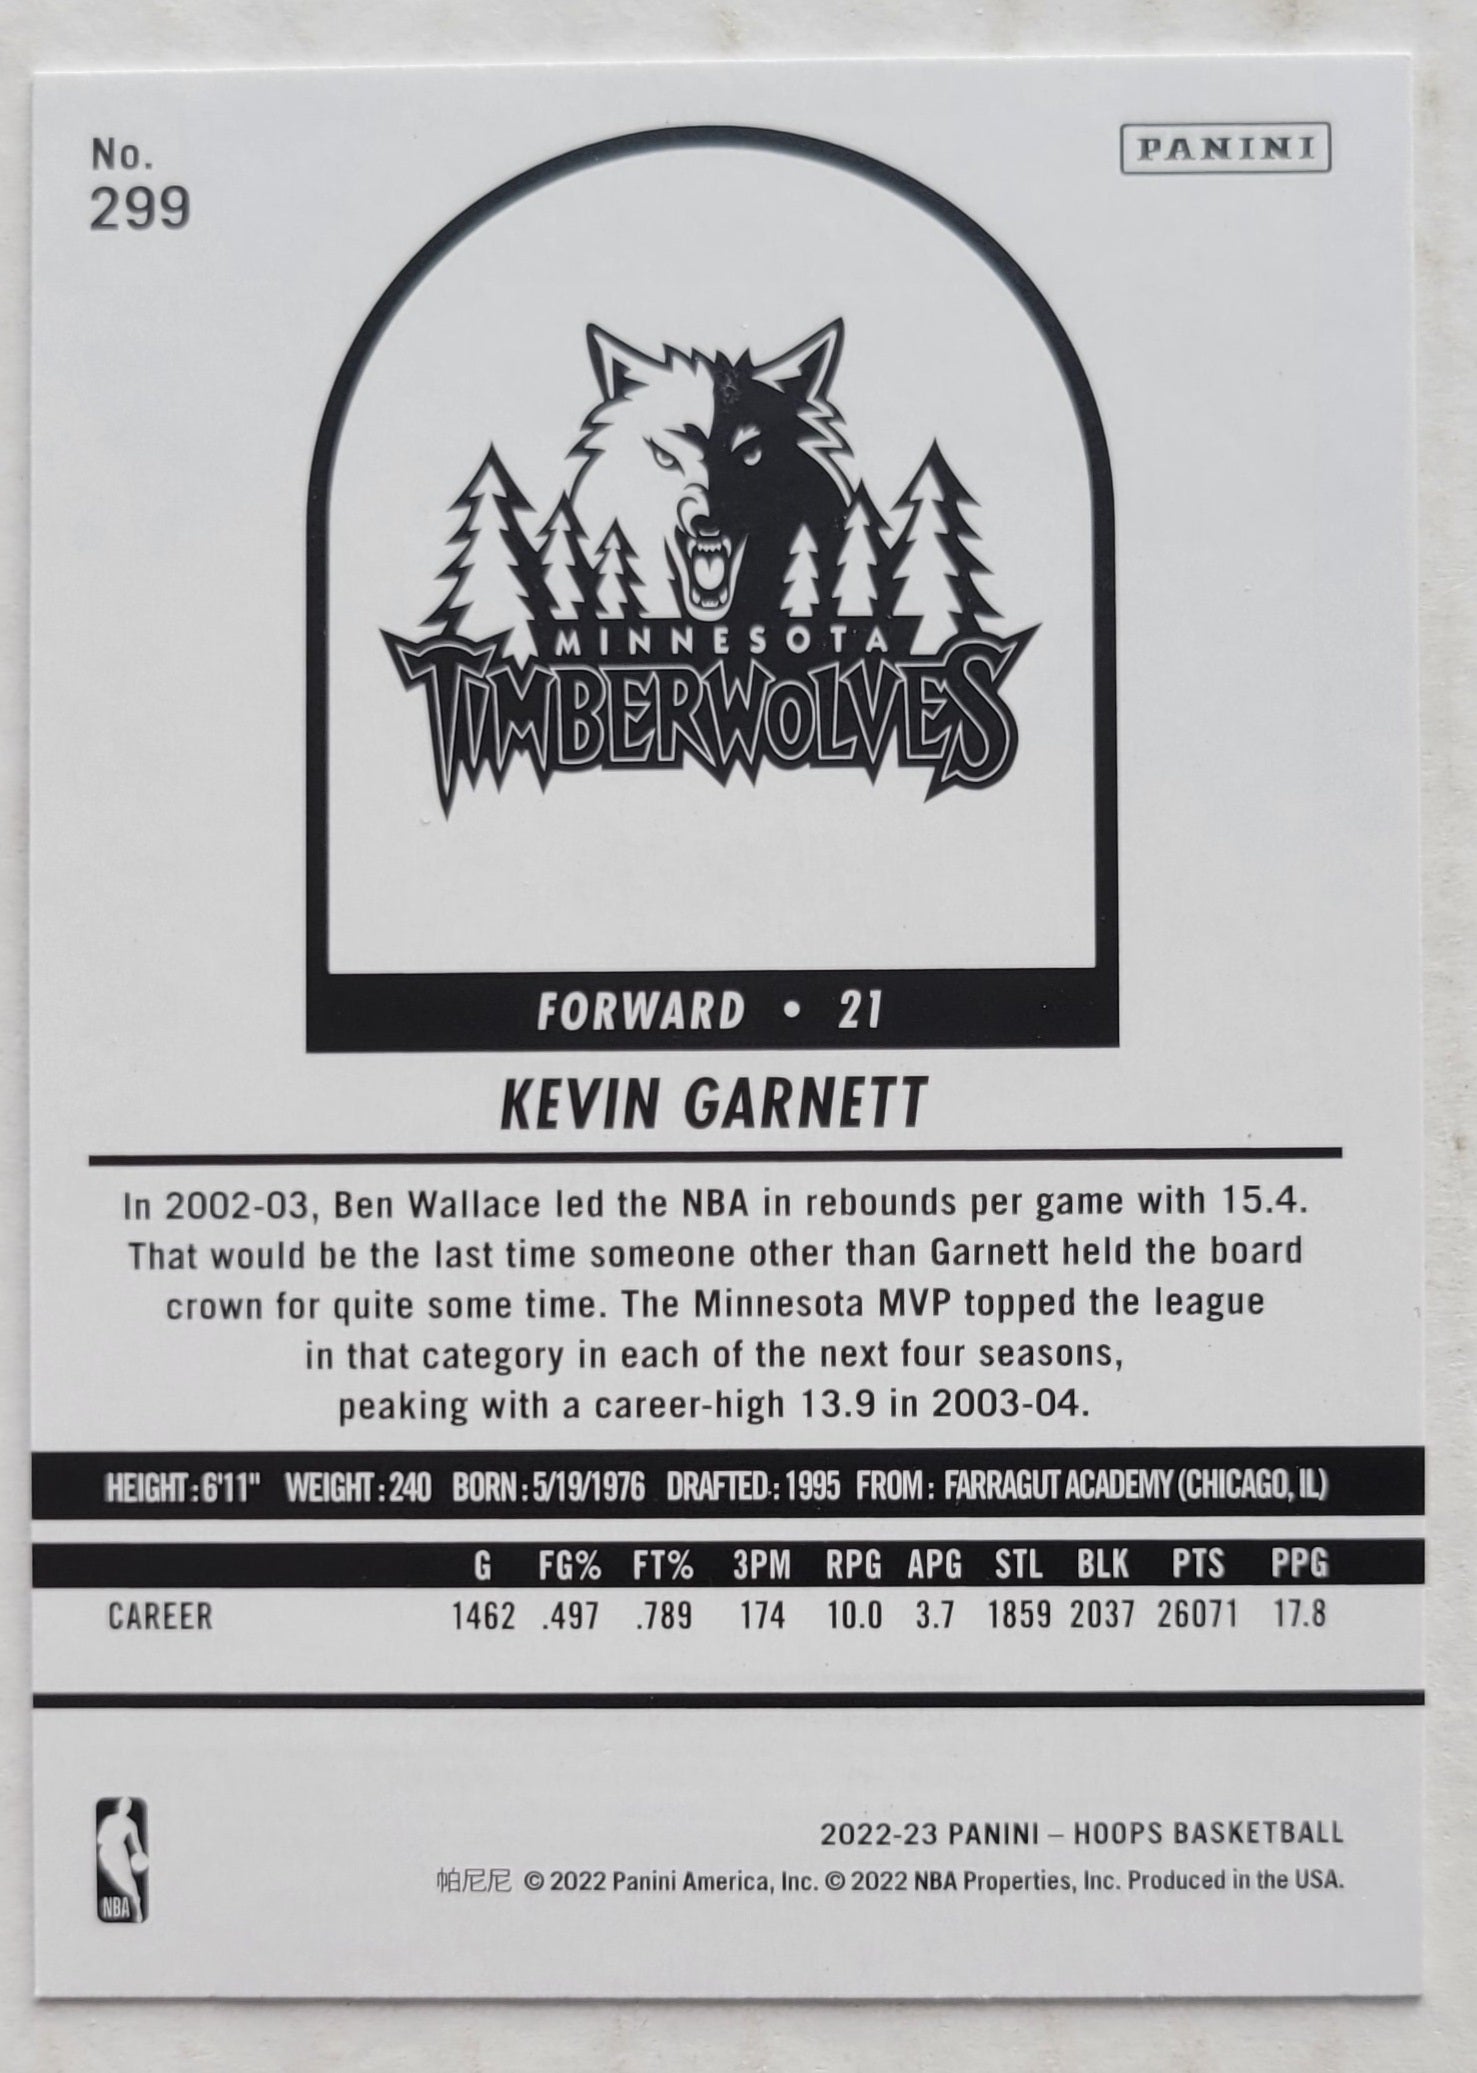 No.
299
PANINI
MINNESOTA
TIMBERWOLVES
FORWARD • 21
KEVIN GARNETT
In 2002-03, Ben Wallace led the NBA in rebounds per game with 15.4.
That would be the last time someone other than Garnett held the board
crown for quite some time. The Minnesota MVP topped the league
in that category in each of the next four seasons,
peaking with a career-high 13.9 in 2003-04.
HEIGHT: 6'11" WEIGHT: 240 BORN: 5/19/1976 DRAFTED: 1995 FROM: FARRAGUT ACADEMY (CHICAGO, IL)
G FG% FT% 3PM RPG APG STL BLK PTS PPG
CAREER 1462 .497 .789 174 10.0 3.7 1859 2037 26071 17.8
2022-23 PANINI – HOOPS BASKETBALL
帕尼尼 © 2022 Panini America, Inc. © 2022 NBA Properties, Inc. Produced in the USA.
NBA